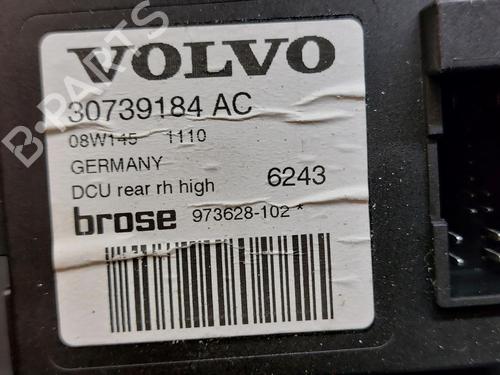 VOLVO
30739184 AC
08W145 1110
GERMANY
DCU rear rh high 6243
brose 973628-102 *
B-PARTS